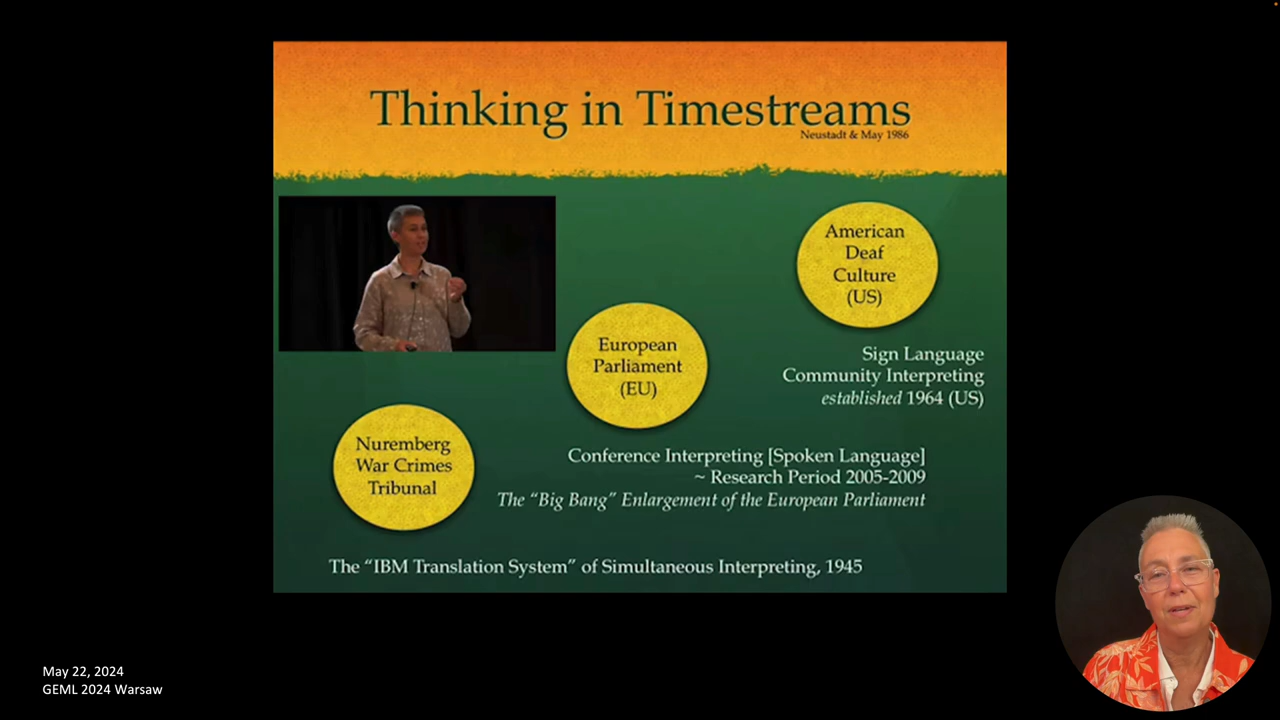 Thinking in Timestreams
Neustadt & May 1986
American
Deaf
Culture
(US)
Sign Language
Community Interpreting
established 1964 (US)
European
Parliament
(EU)
Conference Interpreting [Spoken Language]
~ Research Period 2005-2009
The “Big Bang” Enlargement of the European Parliament
Nuremberg
War Crimes
Tribunal
The “IBM Translation System” of Simultaneous Interpreting, 1945
May 22, 2024
GEML 2024 Warsaw